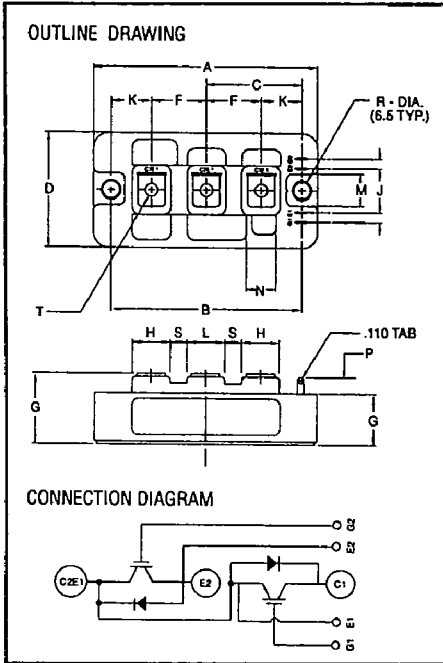 OUTLINE DRAWING
A
C
K F F K
R - DIA.
(6.5 TYP.)
D
M J
N
T
B
H S L S H
.110 TAB
P
G
G
CONNECTION DIAGRAM
G2
E2
C2E1
E2
C1
E1
G1